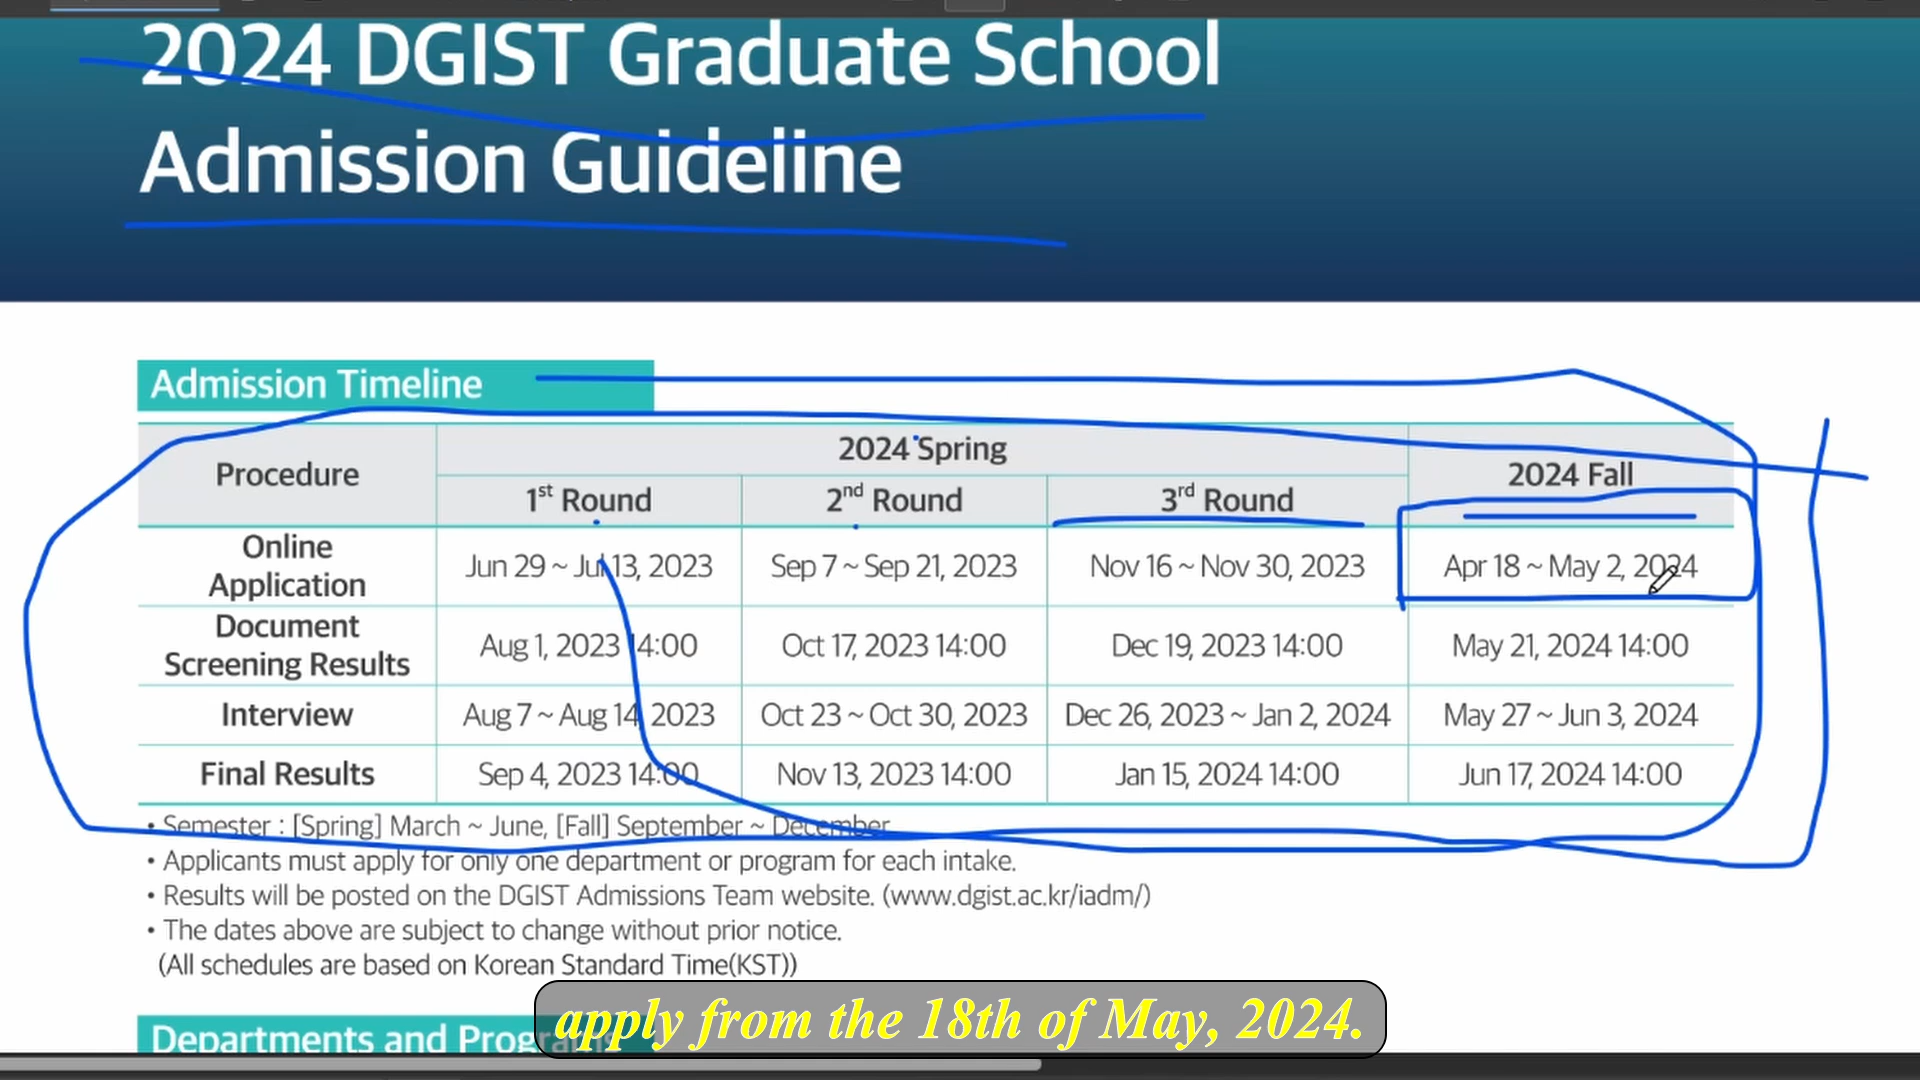 2024 DGIST Graduate School
Admission Guideline
Admission Timeline
Procedure
2024 Spring
2024 Fall
1st Round
2nd Round
3rd Round
Online Application
Jun 29 ~ Jul 13, 2023
Sep 7 ~ Sep 21, 2023
Nov 16 ~ Nov 30, 2023
Apr 18 ~ May 2, 2024
Document Screening Results
Aug 1, 2023 14:00
Oct 17, 2023 14:00
Dec 19, 2023 14:00
May 21, 2024 14:00
Interview
Aug 7 ~ Aug 14, 2023
Oct 23 ~ Oct 30, 2023
Dec 26, 2023 ~ Jan 2, 2024
May 27 ~ Jun 3, 2024
Final Results
Sep 4, 2023 14:00
Nov 13, 2023 14:00
Jan 15, 2024 14:00
Jun 17, 2024 14:00
• Semester : [Spring] March ~ June, [Fall] September ~ December
• Applicants must apply for only one department or program for each intake.
• Results will be posted on the DGIST Admissions Team website. (www.dgist.ac.kr/iadm/)
• The dates above are subject to change without prior notice.
(All schedules are based on Korean Standard Time(KST))
Departments and
apply from the 18th of May, 2024.